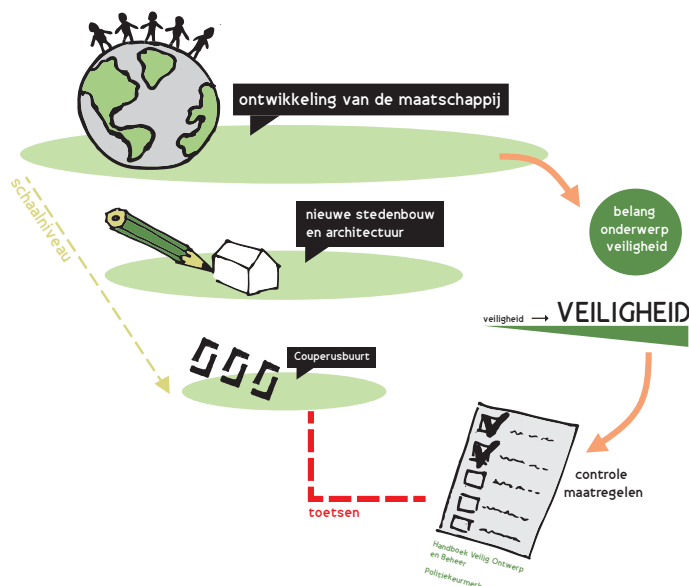 ontwikkeling van de maatschappij
schaalniveau
nieuwe stedenbouw
en architectuur
belang
onderwerp
veiligheid
veiligheid → VEILIGHEID
Couperusbuurt
controle
maatregelen
toetsen
Handboek Veilig Ontwerp
en Beheer